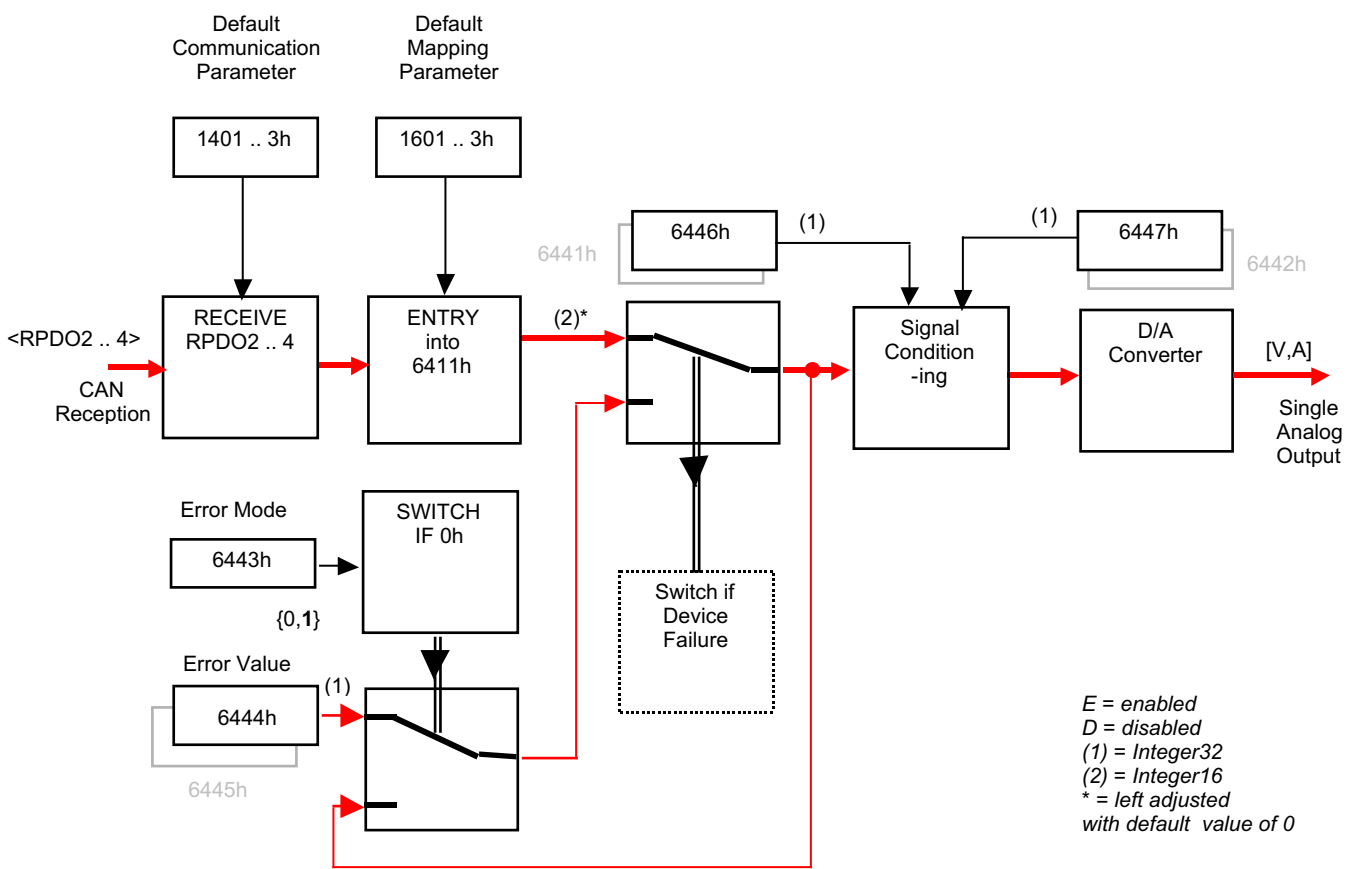 Default
Communication
Parameter
Default
Mapping
Parameter
1401 .. 3h
1601 .. 3h
6446h
(1)
6441h
(1)
6447h
6442h
<RPDO2 .. 4>
CAN
Reception
RECEIVE
RPDO2 .. 4
ENTRY
into
6411h
(2)*
Signal
Condition
-ing
D/A
Converter
[V,A]
Single
Analog
Output
Error Mode
6443h
{0,1}
SWITCH
IF 0h
Switch if
Device
Failure
Error Value
6444h
(1)
6445h
E = enabled
D = disabled
(1) = Integer32
(2) = Integer16
* = left adjusted
with default value of 0